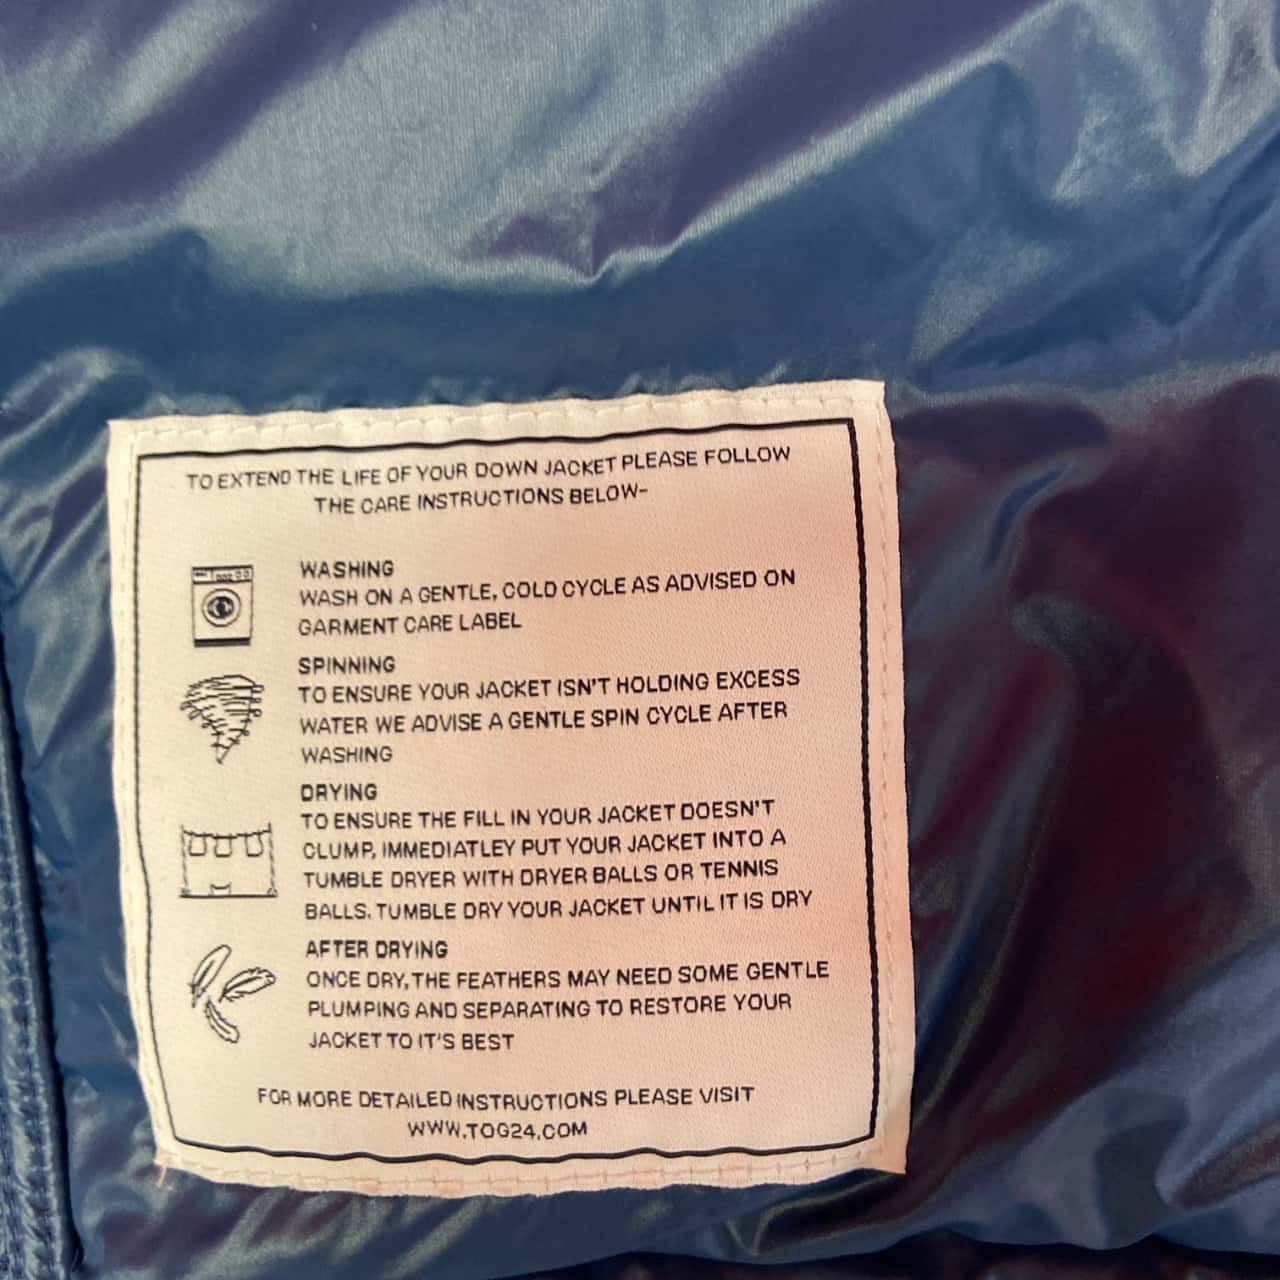 TO EXTEND THE LIFE OF YOUR DOWN JACKET PLEASE FOLLOW
THE CARE INSTRUCTIONS BELOW-
WASHING
WASH ON A GENTLE, COLD CYCLE AS ADVISED ON
GARMENT CARE LABEL
SPINNING
TO ENSURE YOUR JACKET ISN'T HOLDING EXCESS
WATER WE ADVISE A GENTLE SPIN CYCLE AFTER
WASHING
DRYING
TO ENSURE THE FILL IN YOUR JACKET DOESN'T
CLUMP, IMMEDIATLEY PUT YOUR JACKET INTO A
TUMBLE DRYER WITH DRYER BALLS OR TENNIS
BALLS. TUMBLE DRY YOUR JACKET UNTIL IT IS DRY
AFTER DRYING
ONCE DRY, THE FEATHERS MAY NEED SOME GENTLE
PLUMPING AND SEPARATING TO RESTORE YOUR
JACKET TO IT'S BEST
FOR MORE DETAILED INSTRUCTIONS PLEASE VISIT
WWW.TOG24.COM